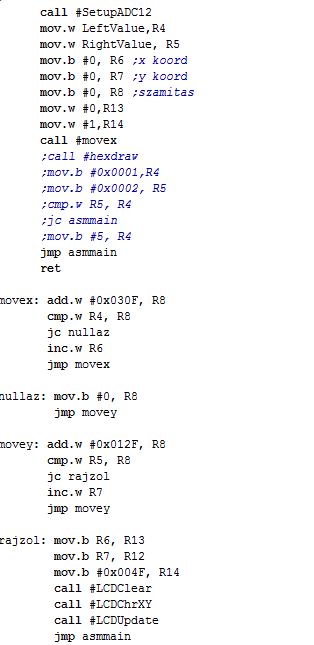 call #SetupADC12
mov.w LeftValue,R4
mov.w RightValue, R5
mov.b #0, R6 ;x koord
mov.b #0, R7 ;y koord
mov.b #0, R8 ;szamitas
mov.w #0,R13
mov.w #1,R14
call #movex
;call #hexdraw
;mov.b #0x0001,R4
;mov.b #0x0002, R5
;cmp.w R5, R4
;jc asmmain
;mov.b #5, R4
jmp asmmain
ret
movex: add.w #0x030F, R8
cmp.w R4, R8
jc nullaz
inc.w R6
jmp movex
nullaz: mov.b #0, R8
jmp movey
movey: add.w #0x012F, R8
cmp.w R5, R8
jc rajzol
inc.w R7
jmp movey
rajzol: mov.b R6, R13
mov.b R7, R12
mov.b #0x004F, R14
call #LCDClear
call #LCDChrXY
call #LCDUpdate
jmp asmmain